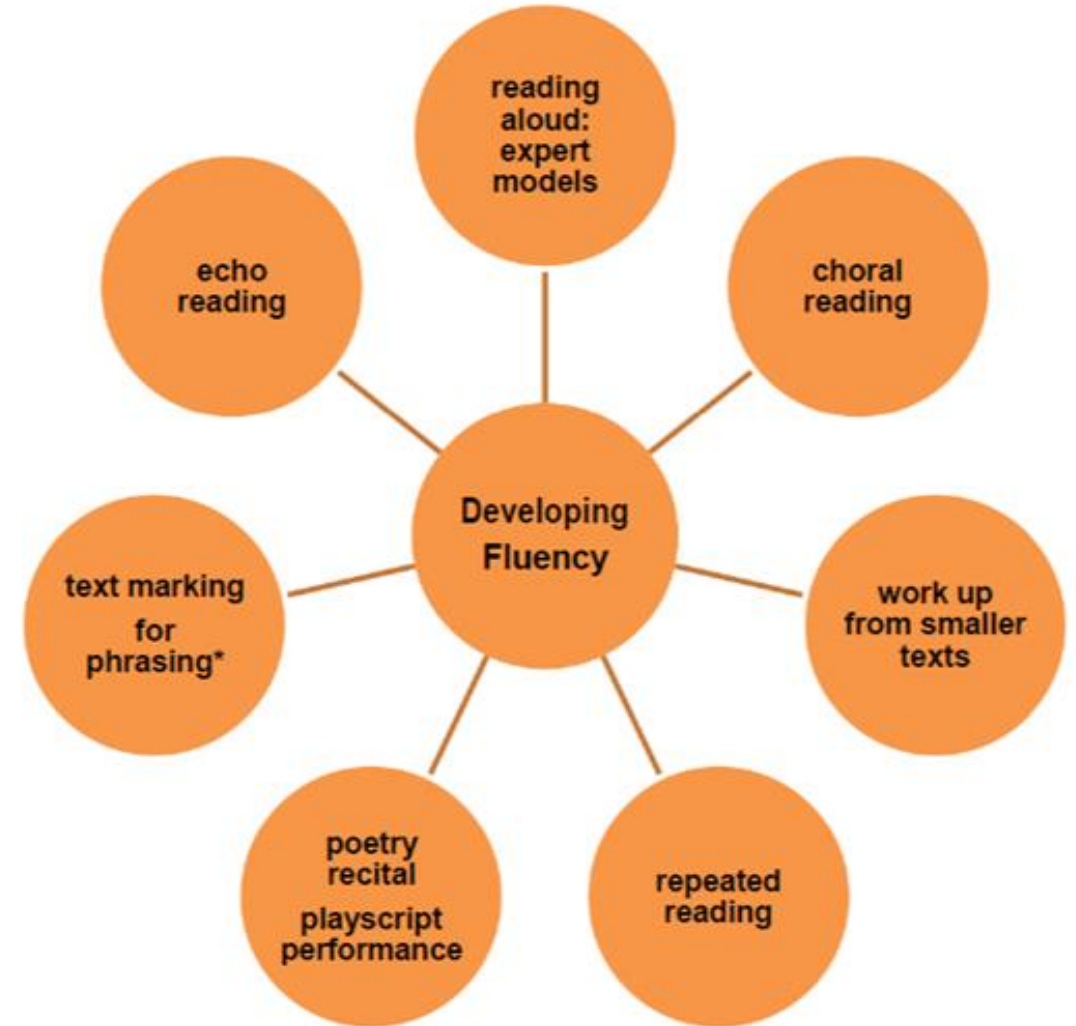 reading
aloud:
expert
models
choral
reading
work up
from smaller
texts
repeated
reading
poetry
recital
playscript
performance
text marking
for
phrasing*
echo
reading
Developing
Fluency